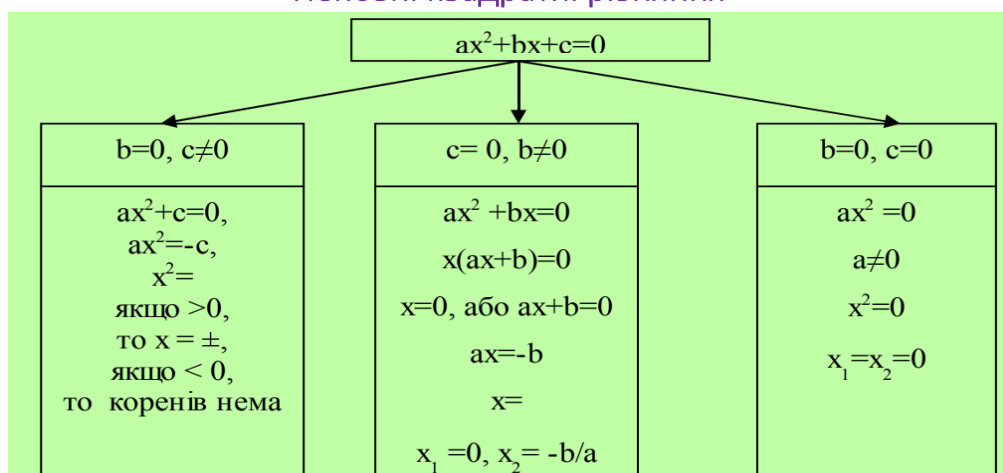 ax²+bx+c=0
b=0, c≠0
ax²+c=0,
ax²=-c,
x²=
якщо >0,
то x = ±,
якщо < 0,
то коренів нема
c= 0, b≠0
ax² +bx=0
x(ax+b)=0
x=0, або ax+b=0
ax=-b
x=
x₁ =0, x₂= -b/a
b=0, c=0
ax² =0
a≠0
x²=0
x₁=x₂=0